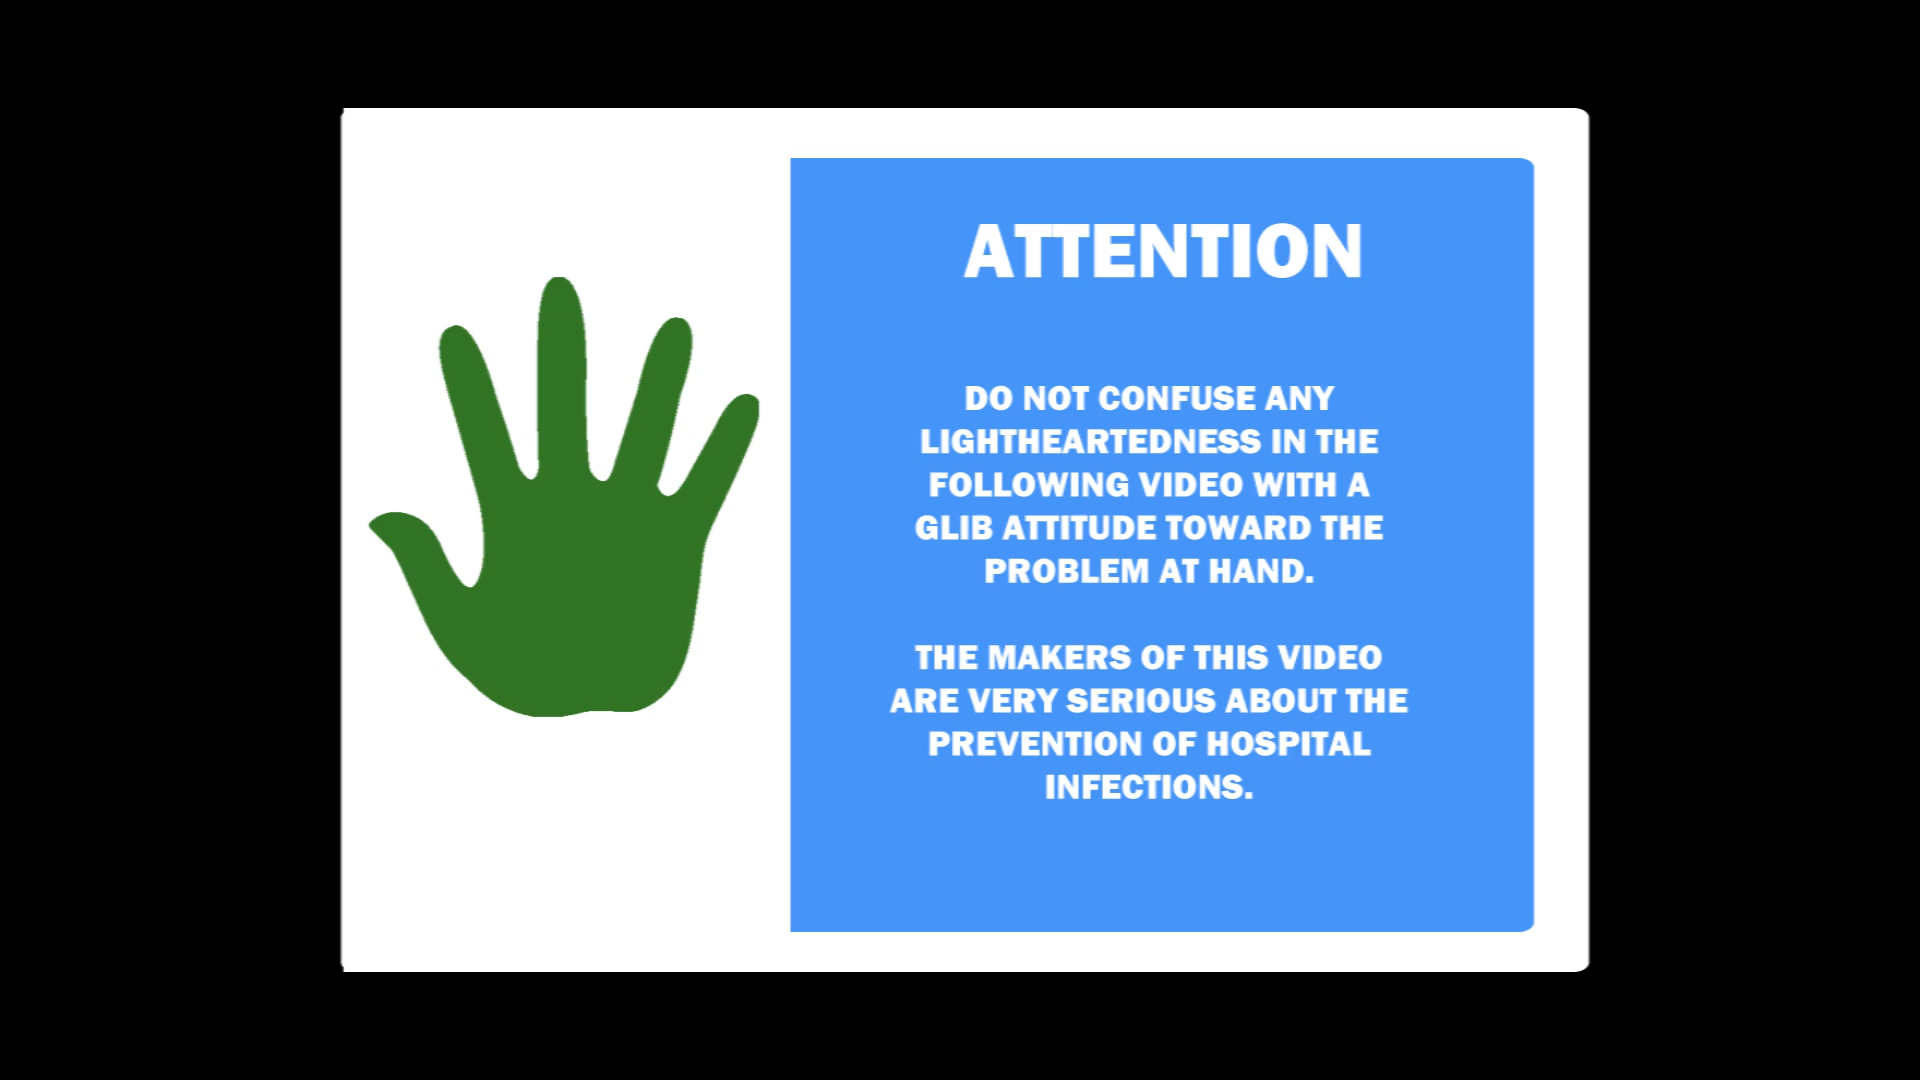 ATTENTION
DO NOT CONFUSE ANY
LIGHTHEARTEDNESS IN THE
FOLLOWING VIDEO WITH A
GLIB ATTITUDE TOWARD THE
PROBLEM AT HAND.
THE MAKERS OF THIS VIDEO
ARE VERY SERIOUS ABOUT THE
PREVENTION OF HOSPITAL
INFECTIONS.